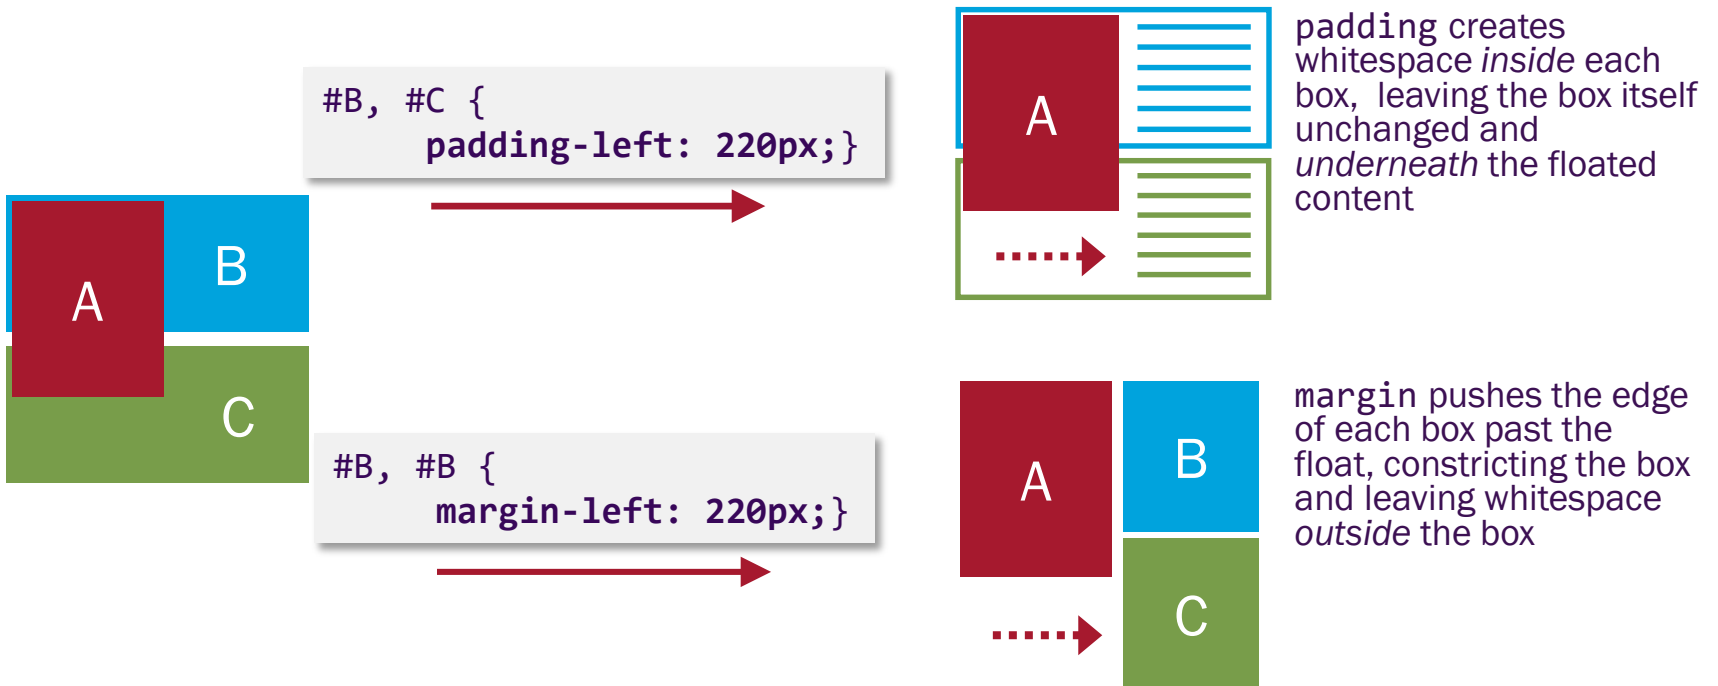 A
B
C
#B, #C {
padding-left: 220px;}
A
padding creates
whitespace inside each
box,  leaving the box itself
unchanged and
underneath the floated
content
#B, #B {
margin-left: 220px;}
A
B
C
margin pushes the edge
of each box past the
float, constricting the box
and leaving whitespace
outside the box